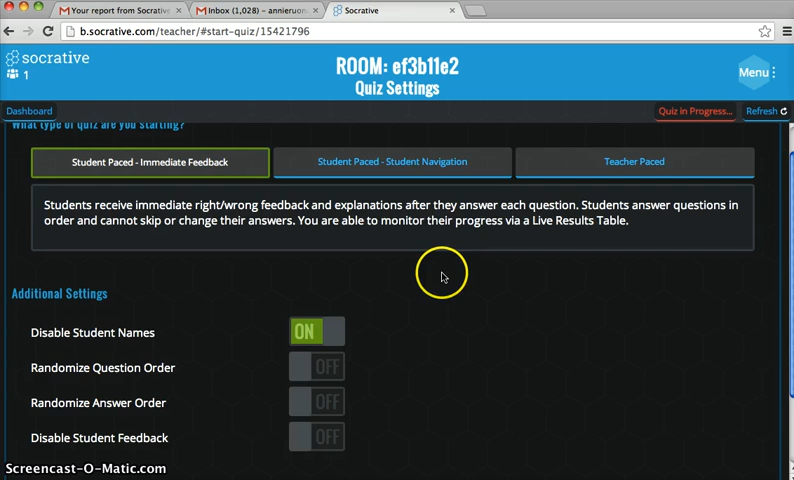 Your report from Socrative
Inbox (1,028) - annieruon
Socrative
b.socrative.com/teacher/#start-quiz/15421796
socrative
1
ROOM: ef3b11e2
Quiz Settings
Menu
Dashboard
Quiz in Progress...
Refresh
What type of quiz are you starting?
Student Paced - Immediate Feedback
Student Paced - Student Navigation
Teacher Paced
Students receive immediate right/wrong feedback and explanations after they answer each question. Students answer questions in
order and cannot skip or change their answers. You are able to monitor their progress via a Live Results Table.
Additional Settings
Disable Student Names
ON
Randomize Question Order
OFF
Randomize Answer Order
OFF
Disable Student Feedback
OFF
Screencast-O-Matic.com